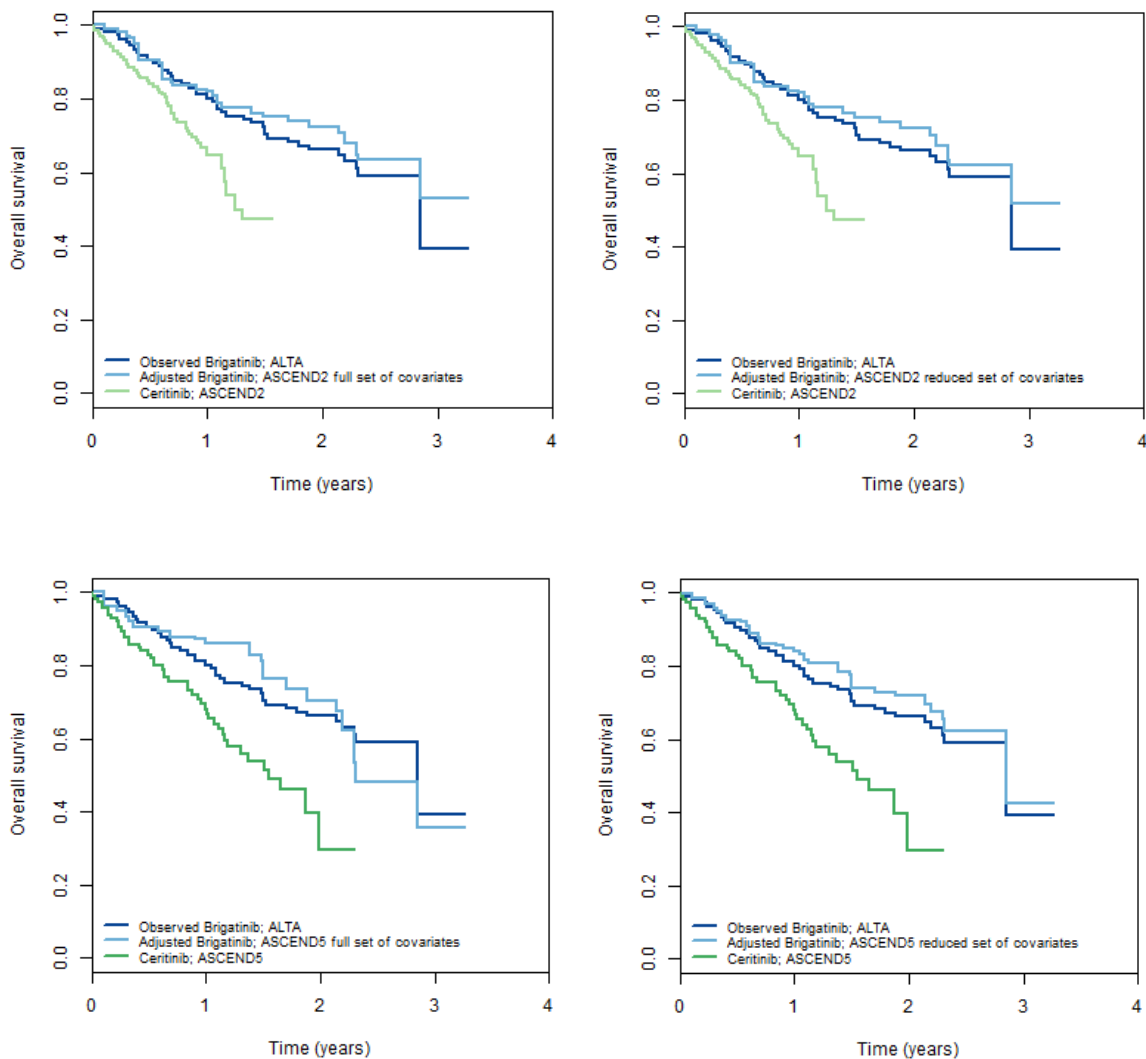 Overall survival
1.0
0.8
0.6
0.4
0.2
0.0
Observed Brigatinib; ALTA
Adjusted Brigatinib; ASCEND2 full set of covariates
Ceritinib; ASCEND2
0 1 2 3 4
Time (years)
Overall survival
1.0
0.8
0.6
0.4
0.2
0.0
Observed Brigatinib; ALTA
Adjusted Brigatinib; ASCEND2 reduced set of covariates
Ceritinib; ASCEND2
0 1 2 3 4
Time (years)
Overall survival
1.0
0.8
0.6
0.4
0.2
0.0
Observed Brigatinib; ALTA
Adjusted Brigatinib; ASCEND5 full set of covariates
Ceritinib; ASCEND5
0 1 2 3 4
Time (years)
Overall survival
1.0
0.8
0.6
0.4
0.2
0.0
Observed Brigatinib; ALTA
Adjusted Brigatinib; ASCEND5 reduced set of covariates
Ceritinib; ASCEND5
0 1 2 3 4
Time (years)